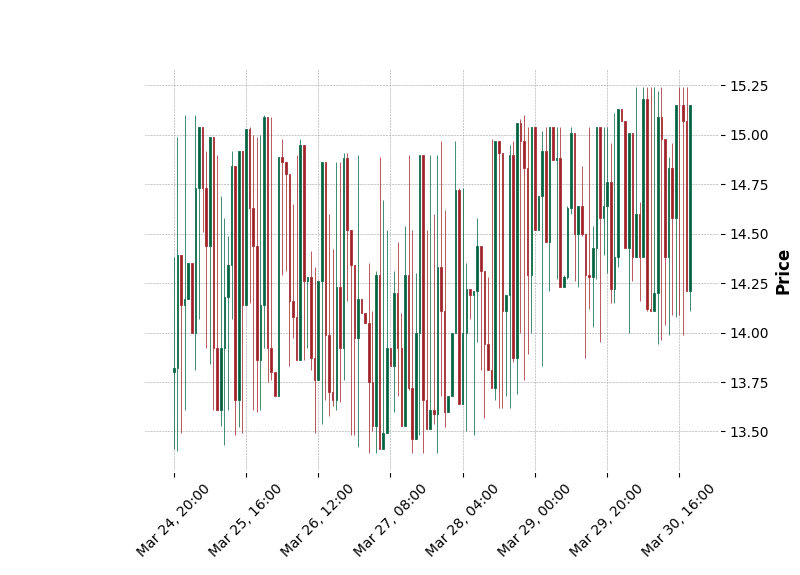 15.25
15.00
14.75
14.50
14.25
14.00
13.75
13.50
Price
Mar 24, 20:00
Mar 25, 16:00
Mar 26, 12:00
Mar 27, 08:00
Mar 28, 04:00
Mar 29, 00:00
Mar 29, 20:00
Mar 30, 16:00